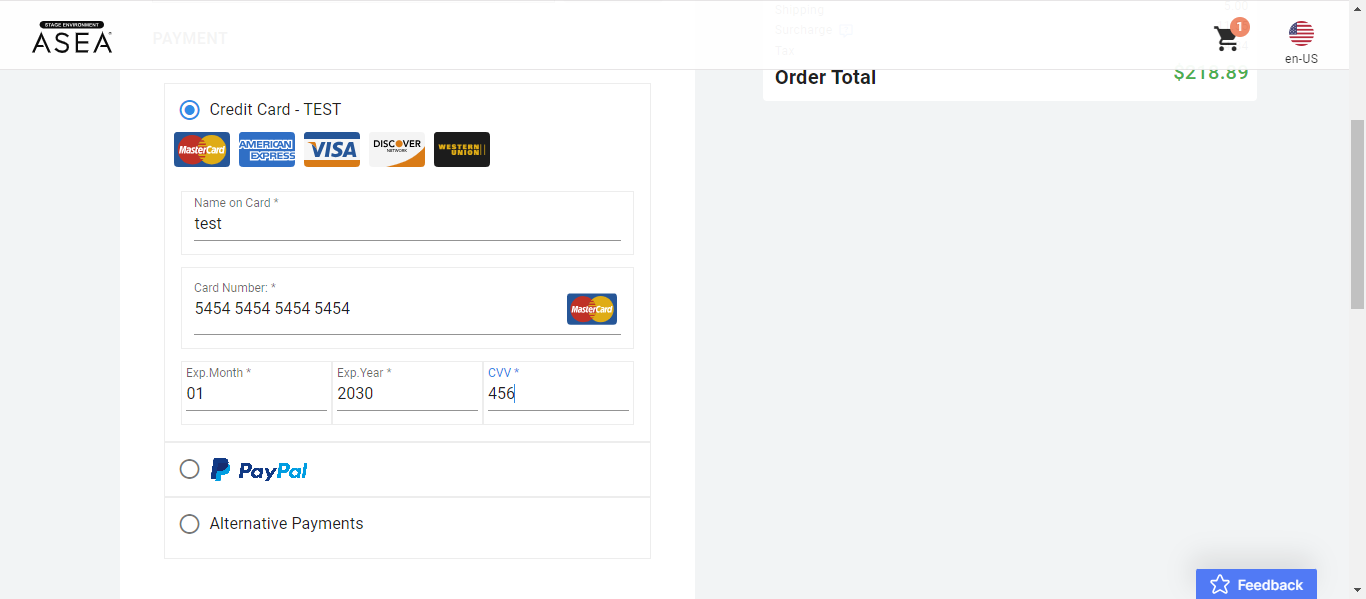 STAGE ENVIRONMENT
ASEA
PAYMENT
Shipping
Surcharge
Tax
1
en-US
Order Total
$218.89
Credit Card - TEST
MasterCard
AMERICAN EXPRESS
VISA
DISCOVER
NETWORK
WESTERN UNION
Name on Card *
test
Card Number: *
5454 5454 5454 5454
MasterCard
Exp.Month *
01
Exp.Year *
2030
CVV *
456
PayPal
Alternative Payments
Feedback